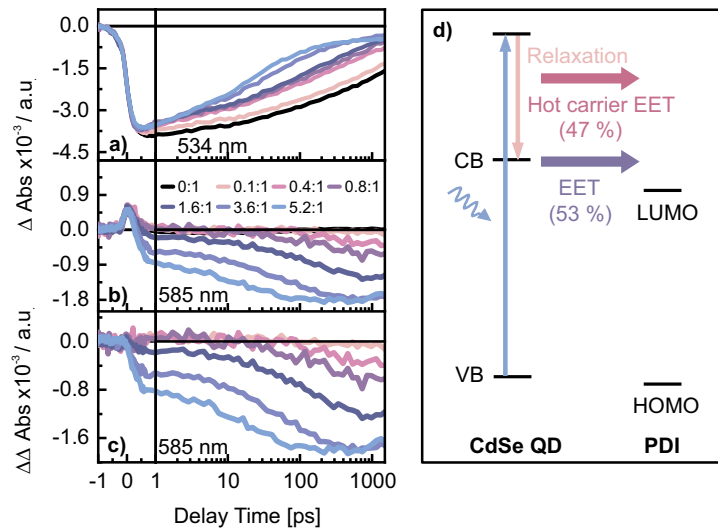 0.0
-1.5
-3.0
-4.5
a)
534 nm
Δ Abs x10⁻³ / a.u.
0.9
0.0
-0.9
-1.8
0:1 0.1:1 0.4:1 0.8:1
1.6:1 3.6:1 5.2:1
b)
585 nm
ΔΔ Abs x10⁻³ / a.u.
0.0
-0.8
-1.6
c)
585 nm
-1 0 1 10 100 1000
Delay Time [ps]
d)
Relaxation
Hot carrier EET
(47 %)
CB
EET
(53 %)
LUMO
VB
HOMO
CdSe QD PDI